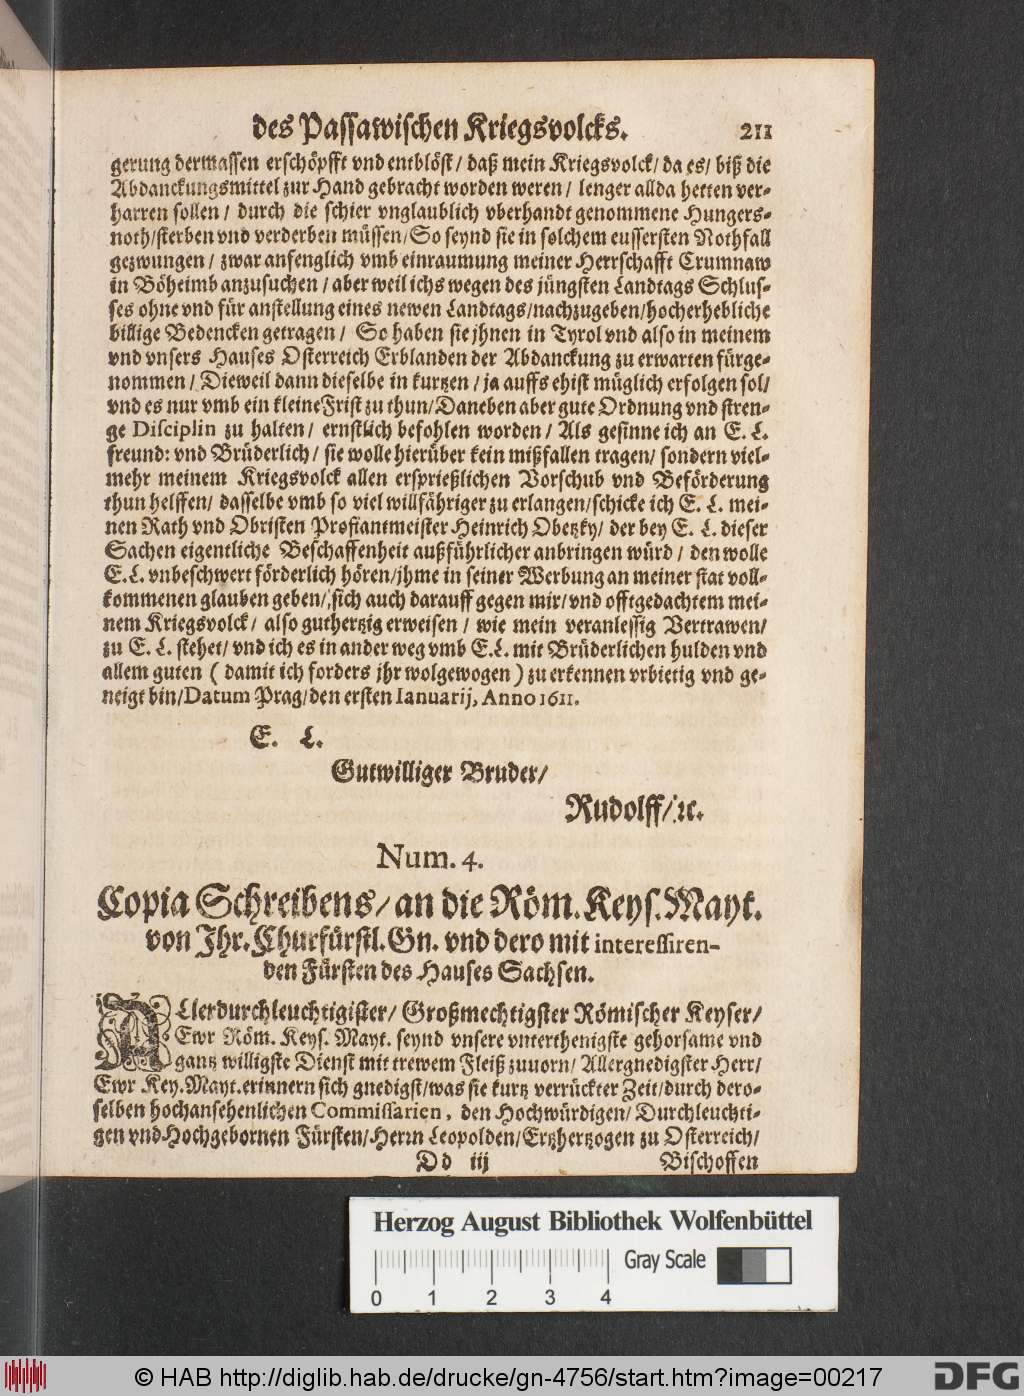 des Passawischen Kriegsvolcks. 211
gerung dermassen erschöpfft vnd entblöst/ daß mein Kriegsvolck/ da es/ biß die
Abdanckungsmittel zur Hand gebracht worden weren/ lenger allda hetten ver-
harren sollen/ durch die schier vnglaublich vberhandt genommene Hungers-
noth/sterben vnd verderben müssen/So seynd sie in solchem eussersten Nothfall
gezwungen/ zwar anfenglich vmb einraumung meiner Herrschafft Crumnaw
in Böheimb anzusuchen/ aber weil ichs wegen des jüngsten Landtags Schlus-
ses ohne vnd für anstellung eines newen Landtags/nachzugeben/hocherhebliche
billige Bedencken getragen/ So haben sie jhnen in Tyrol vnd also in meinem
vnd vnsers Hauses Osterreich Erblanden der Abdanckung zu erwarten fürge-
nommen/ Dieweil dann dieselbe in kurtzen/ ja auffs ehist müglich erfolgen sol/
vnd es nur vmb ein kleine Frist zu thun/Daneben aber gute Ordnung vnd stren-
ge Disciplin zu halten/ ernstlich befohlen worden/ Als gesinne ich an E. L.
freund: vnd Brüderlich/ sie wolle hierüber kein mißfallen tragen/ sondern viel-
mehr meinem Kriegsvolck allen ersprießlichen Vorschub vnd Beförderung
thun helffen/ dasselbe vmb so viel willfähriger zu erlangen/schicke ich E. L. mei-
nen Rath vnd Obristen Profiantmeister Heinrich Obetzky/ der bey E. L. dieser
Sachen eigentliche Beschaffenheit außführlicher anbringen würd/ den wolle
E.L. vnbeschwert förderlich hören/jhme in seiner Werbung an meiner stat voll-
kommenen glauben geben/ sich auch darauff gegen mir/vnd offtgedachtem mei-
nem Kriegsvolck/ also guthertzig erweisen/ wie mein veranlessig Vertrawen/
zu E. L. stehet/ vnd ich es in ander weg vmb E.L. mit Brüderlichen hulden vnd
allem guten ( damit ich forders jhr wolgewogen ) zu erkennen vrbietig vnd ge-
neigt bin/Datum Prag/den ersten Ianuarij, Anno 1611.
E. L.
Gutwilliger Bruder/
Rudolff/ꝛc.
Num. 4.
Copia Schreibens/ an die Röm. Keys. Mayt.
von Jhr. Churfürstl. Gn. vnd dero mit interessiren-
den Fürsten des Hauses Sachsen.
ALlerdurchleuchtigister/ Großmechtigster Römischer Keyser/
Ewr Röm. Keys. Mayt. seynd vnsere vnterthenigste gehorsame vnd
gantz willigste Dienst mit trewem Fleiß zuuorn/ Allergnedigster Herr/
Ewr Key. Mayt. erinnern sich gnedigst/was sie kurtz verrückter Zeit/durch dero-
selben hochansehenlichen Commissarien, den Hochwürdigen/ Durchleuchti-
gen vnd Hochgebornen Fürsten/Herrn Leopolden/Ertzhertzogen zu Osterreich/
Dd iij Bischoffen
Herzog August Bibliothek Wolfenbüttel
Gray Scale
0 1 2 3 4
© HAB http://diglib.hab.de/drucke/gn-4756/start.htm?image=00217
DFG